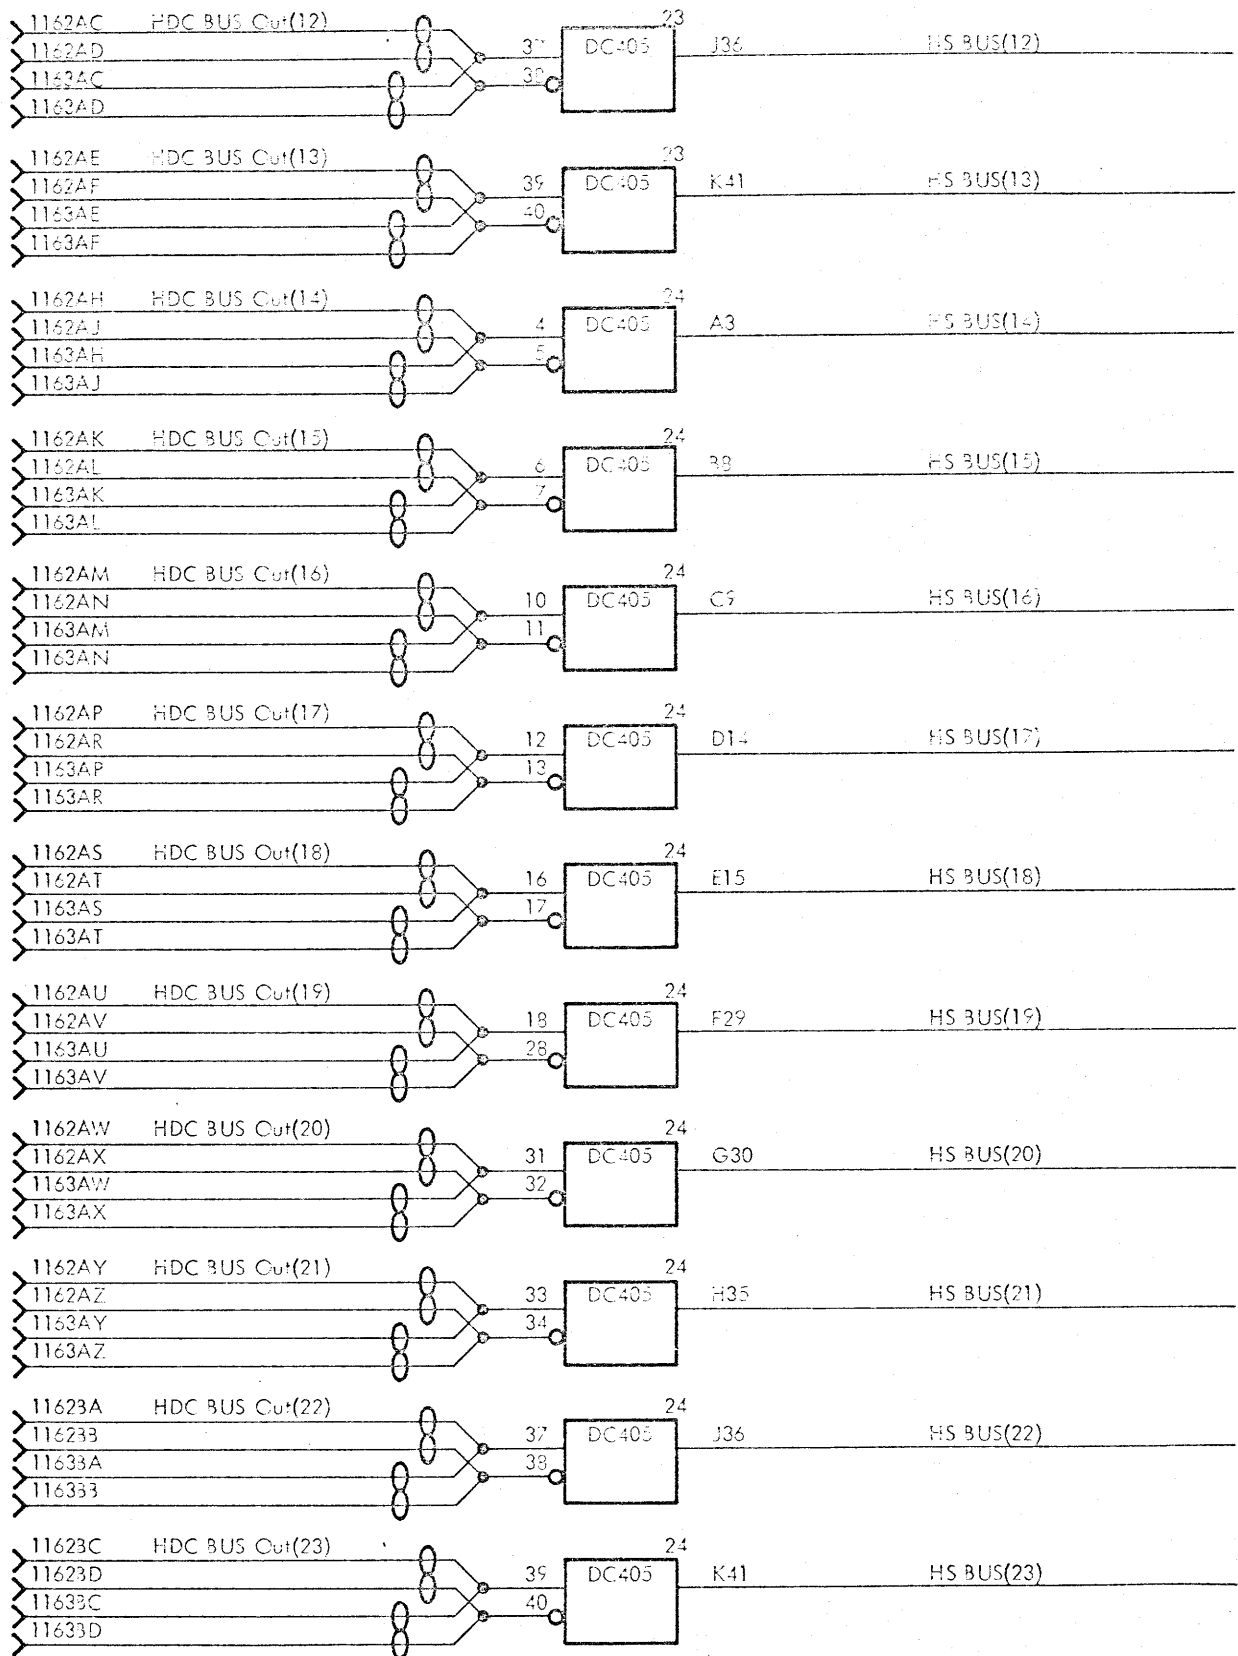 1162AC HDC BUS Out(12) 23
1162AD 37 DC405 J36 HS BUS(12)
1163AC 38
1163AD
1162AE HDC BUS Out(13) 23
1162AF 39 DC405 K41 HS BUS(13)
1163AE 40
1163AF
1162AH HDC BUS Out(14) 24
1162AJ 4 DC405 A3 HS BUS(14)
1163AH 5
1163AJ
1162AK HDC BUS Out(15) 24
1162AL 6 DC405 B8 HS BUS(15)
1163AK 7
1163AL
1162AM HDC BUS Out(16) 24
1162AN 10 DC405 C9 HS BUS(16)
1163AM 11
1163AN
1162AP HDC BUS Out(17) 24
1162AR 12 DC405 D14 HS BUS(17)
1163AP 13
1163AR
1162AS HDC BUS Out(18) 24
1162AT 16 DC405 E15 HS BUS(18)
1163AS 17
1163AT
1162AU HDC BUS Out(19) 24
1162AV 18 DC405 F29 HS BUS(19)
1163AU 28
1163AV
1162AW HDC BUS Out(20) 24
1162AX 31 DC405 G30 HS BUS(20)
1163AW 32
1163AX
1162AY HDC BUS Out(21) 24
1162AZ 33 DC405 H35 HS BUS(21)
1163AY 34
1163AZ
1162BA HDC BUS Out(22) 24
1162BB 37 DC405 J36 HS BUS(22)
1163BA 38
1163BB
1162BC HDC BUS Out(23) 24
1162BD 39 DC405 K41 HS BUS(23)
1163BC 40
1163BD